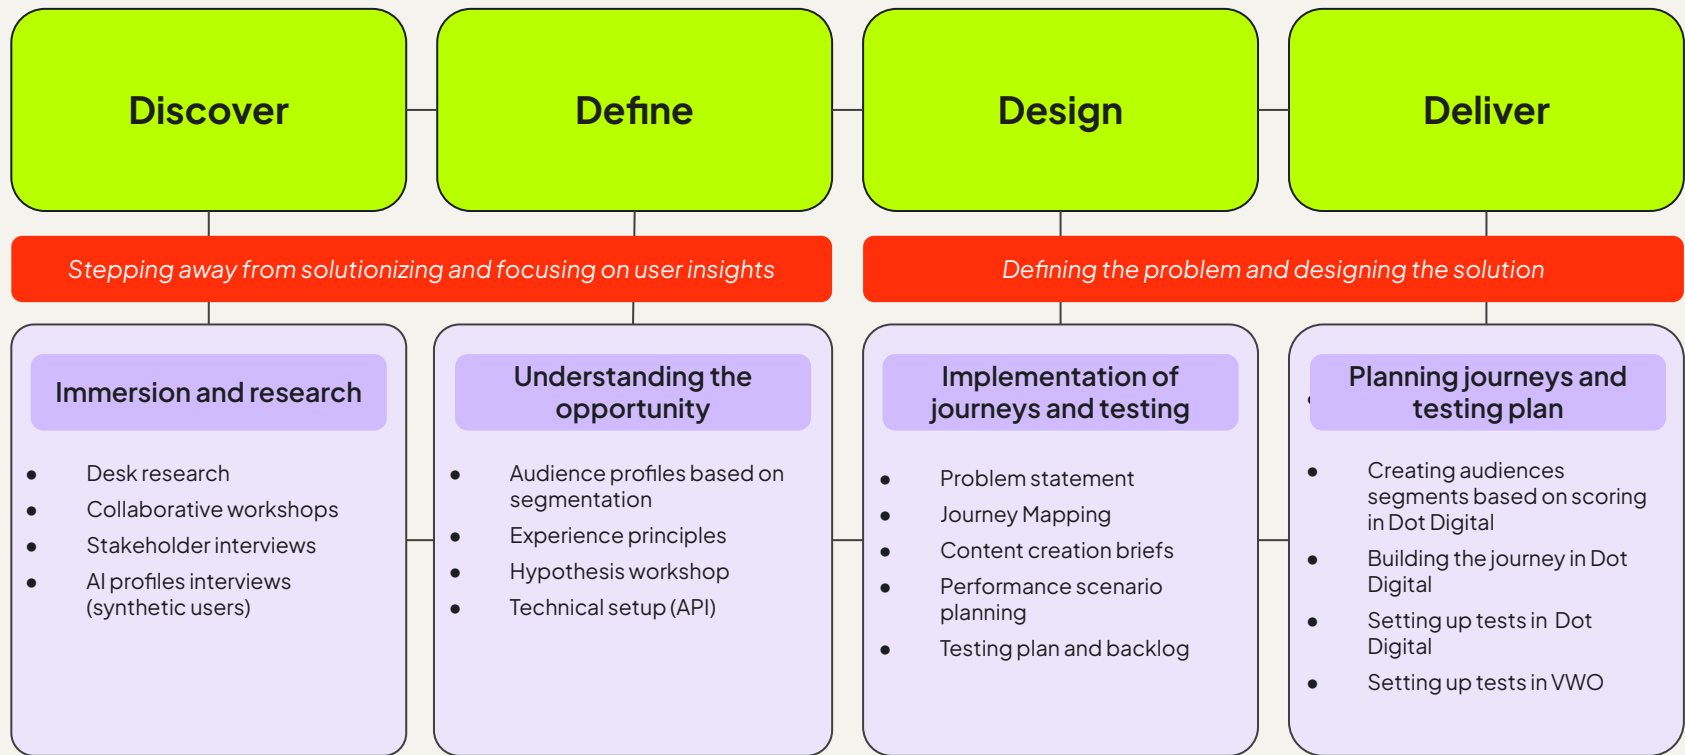 Discover
Define
Design
Deliver
Stepping away from solutionizing and focusing on user insights
Defining the problem and designing the solution
Immersion and research
● Desk research
● Collaborative workshops
● Stakeholder interviews
● AI profiles interviews
(synthetic users)
Understanding the
opportunity
● Audience profiles based on
segmentation
● Experience principles
● Hypothesis workshop
● Technical setup (API)
Implementation of
journeys and testing
● Problem statement
● Journey Mapping
● Content creation briefs
● Performance scenario
planning
● Testing plan and backlog
Planning journeys and
testing plan
● Creating audiences
segments based on scoring
in Dot Digital
● Building the journey in Dot
Digital
● Setting up tests in  Dot
Digital
● Setting up tests in VWO